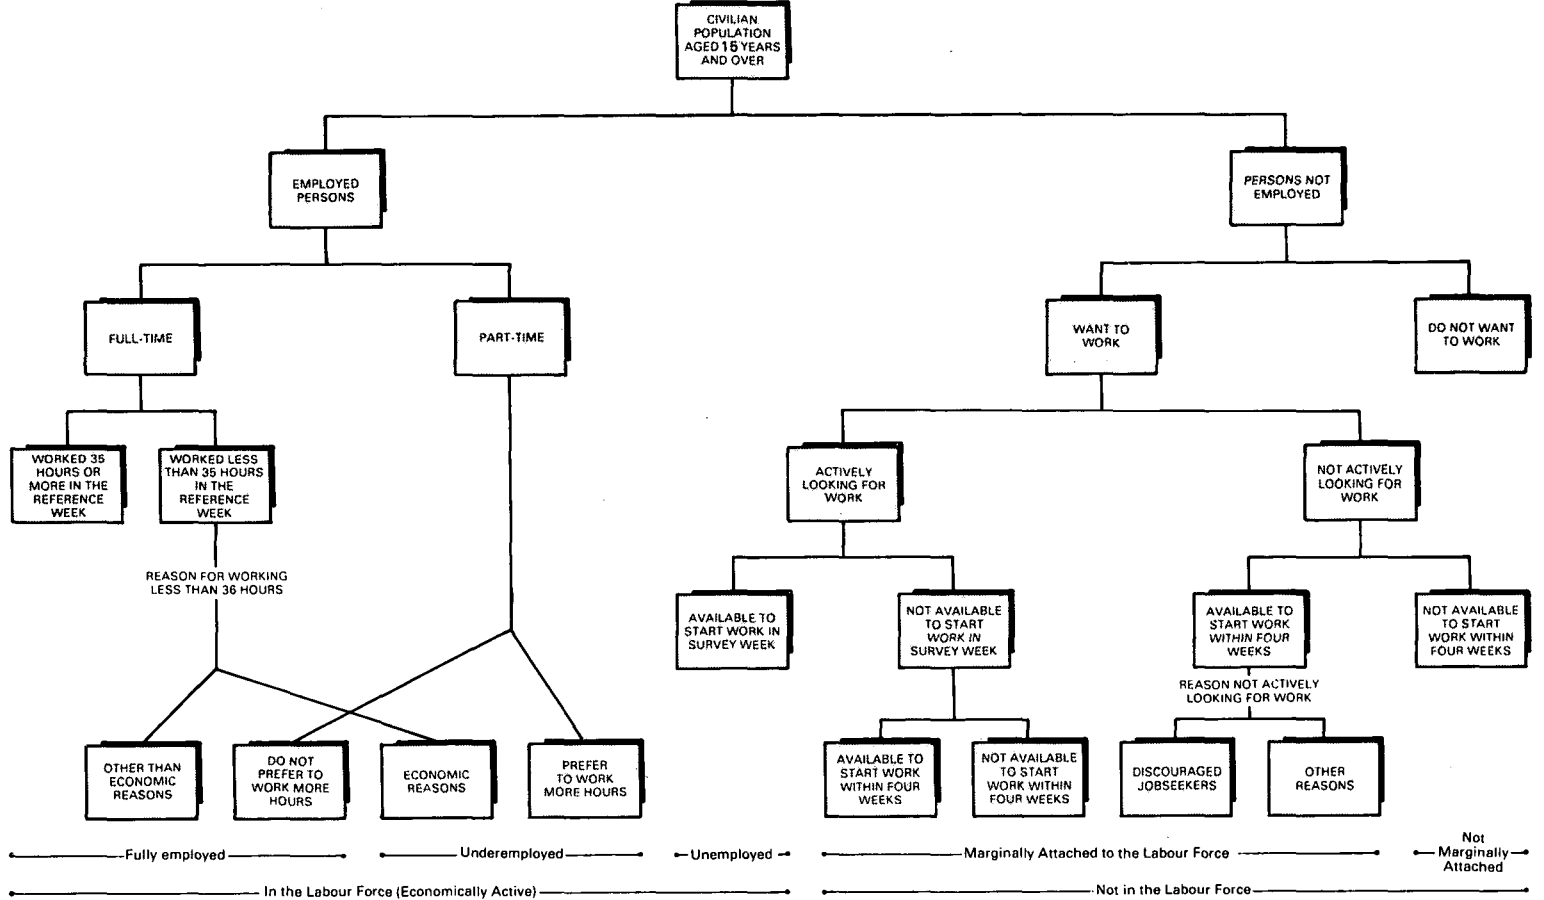 CIVILIAN
POPULATION
AGED 15 YEARS
AND OVER
EMPLOYED
PERSONS
PERSONS NOT
EMPLOYED
FULL-TIME
PART-TIME
WANT TO
WORK
DO NOT WANT
TO WORK
WORKED 35
HOURS OR
MORE IN THE
REFERENCE
WEEK
WORKED LESS
THAN 35 HOURS
IN THE
REFERENCE
WEEK
ACTIVELY
LOOKING FOR
WORK
NOT ACTIVELY
LOOKING FOR
WORK
REASON FOR WORKING
LESS THAN 36 HOURS
AVAILABLE TO
START WORK IN
SURVEY WEEK
NOT AVAILABLE
TO START
WORK IN
SURVEY WEEK
AVAILABLE TO
START WORK
WITHIN FOUR
WEEKS
NOT AVAILABLE
TO START
WORK WITHIN
FOUR WEEKS
REASON NOT ACTIVELY
LOOKING FOR WORK
OTHER THAN
ECONOMIC
REASONS
DO NOT
PREFER TO
WORK MORE
HOURS
ECONOMIC
REASONS
PREFER
TO WORK
MORE HOURS
AVAILABLE TO
START WORK
WITHIN FOUR
WEEKS
NOT AVAILABLE
TO START
WORK WITHIN
FOUR WEEKS
DISCOURAGED
JOBSEEKERS
OTHER
REASONS
Fully employed
Underemployed
Unemployed
Marginally Attached to the Labour Force
Not
Marginally
Attached
In the Labour Force (Economically Active)
Not in the Labour Force